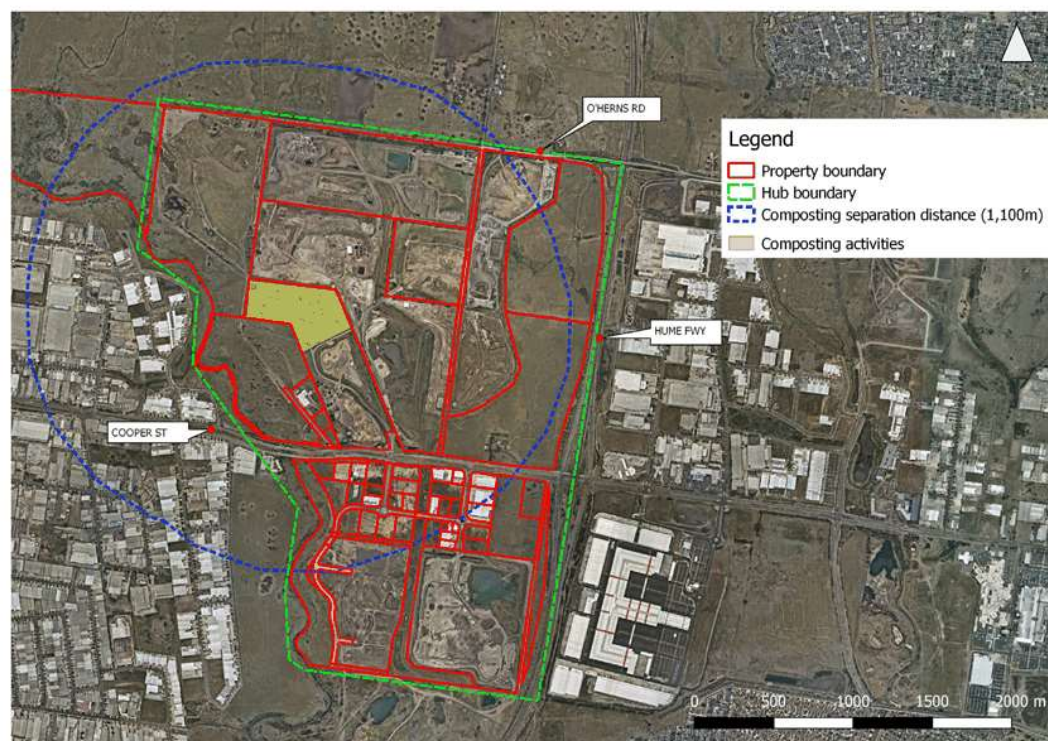 O'HERNS RD
Legend
Property boundary
Hub boundary
Composting separation distance (1,100m)
Composting activities
HUME FWY
COOPER ST
0 500 1000 1500 2000 m